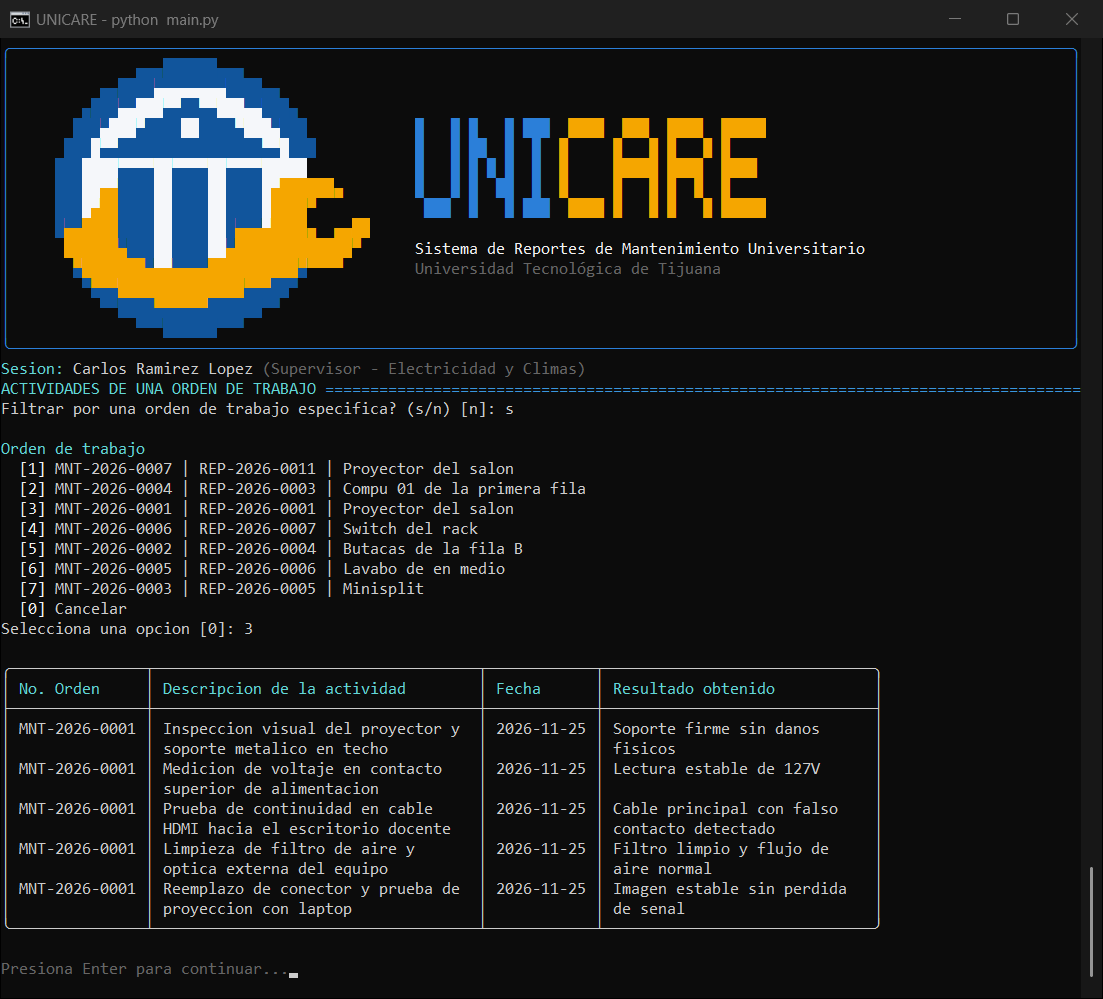 UNICARE - python  main.py
UNICARE
Sistema de Reportes de Mantenimiento Universitario
Universidad Tecnológica de Tijuana
Sesion: Carlos Ramirez Lopez (Supervisor - Electricidad y Climas)
ACTIVIDADES DE UNA ORDEN DE TRABAJO ====================================================================================
Filtrar por una orden de trabajo especifica? (s/n) [n]: s
Orden de trabajo
[1] MNT-2026-0007 | REP-2026-0011 | Proyector del salon
[2] MNT-2026-0004 | REP-2026-0003 | Compu 01 de la primera fila
[3] MNT-2026-0001 | REP-2026-0001 | Proyector del salon
[4] MNT-2026-0006 | REP-2026-0007 | Switch del rack
[5] MNT-2026-0002 | REP-2026-0004 | Butacas de la fila B
[6] MNT-2026-0005 | REP-2026-0006 | Lavabo de en medio
[7] MNT-2026-0003 | REP-2026-0005 | Minisplit
[0] Cancelar
Selecciona una opcion [0]: 3
No. Orden | Descripcion de la actividad | Fecha | Resultado obtenido
MNT-2026-0001 | Inspeccion visual del proyector y | 2026-11-25 | Soporte firme sin danos
soporte metalico en techo | fisicos
MNT-2026-0001 | Medicion de voltaje en contacto | 2026-11-25 | Lectura estable de 127V
superior de alimentacion
MNT-2026-0001 | Prueba de continuidad en cable | 2026-11-25 | Cable principal con falso
HDMI hacia el escritorio docente | contacto detectado
MNT-2026-0001 | Limpieza de filtro de aire y | 2026-11-25 | Filtro limpio y flujo de
optica externa del equipo | aire normal
MNT-2026-0001 | Reemplazo de conector y prueba de | 2026-11-25 | Imagen estable sin perdida
proyeccion con laptop | de senal
Presiona Enter para continuar...